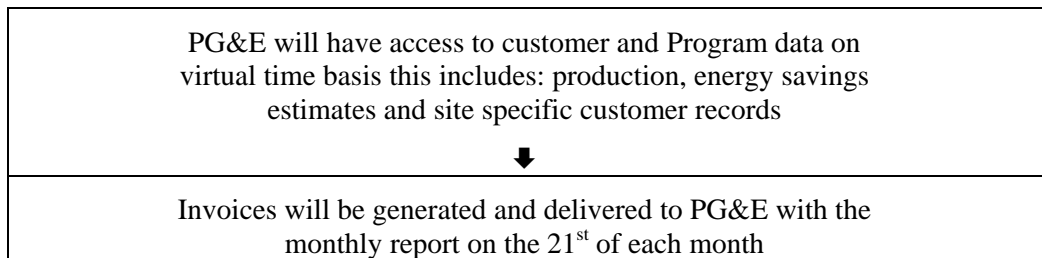 PG&E will have access to customer and Program data on
virtual time basis this includes: production, energy savings
estimates and site specific customer records
Invoices will be generated and delivered to PG&E with the
monthly report on the 21st of each month